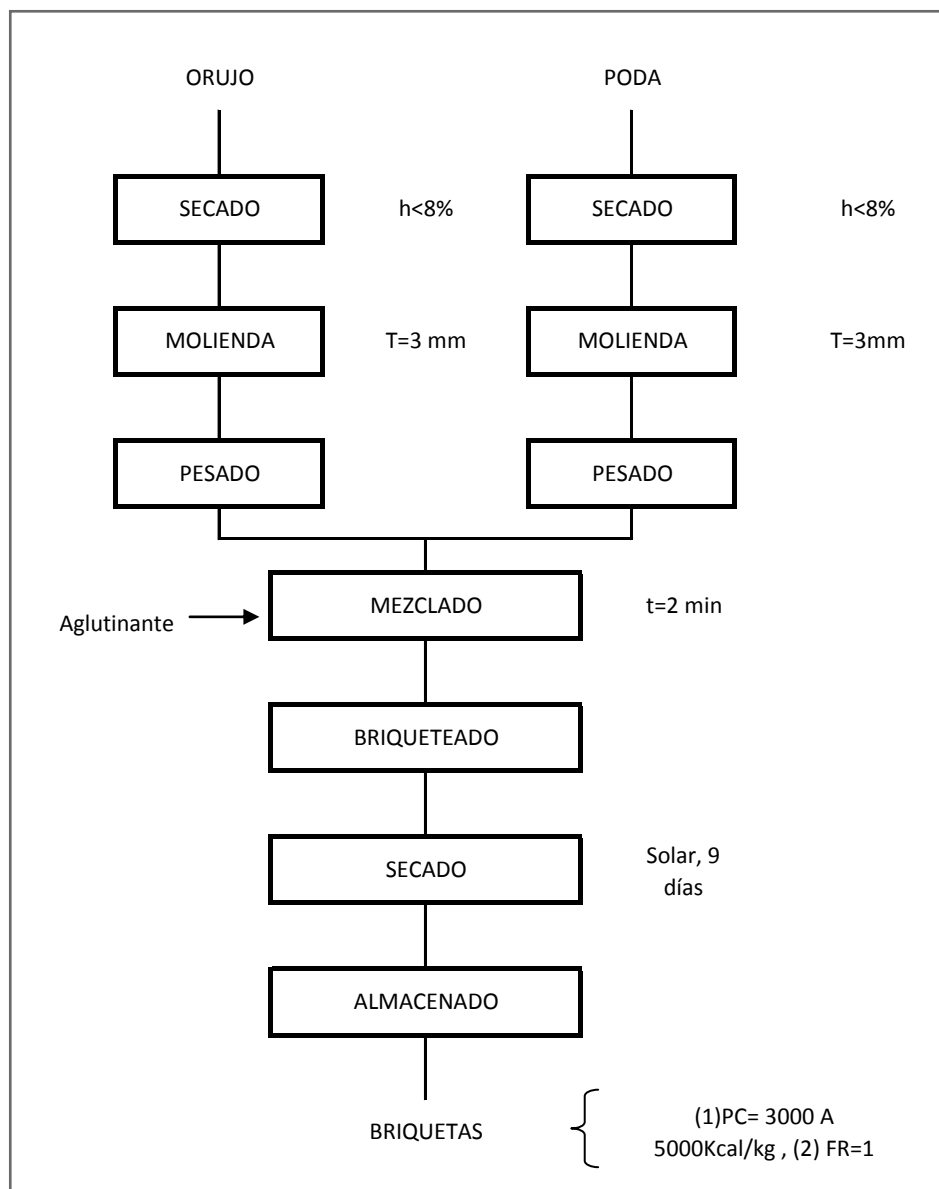 ORUJO
PODA
SECADO
h<8%
SECADO
h<8%
MOLIENDA
T=3 mm
MOLIENDA
T=3mm
PESADO
PESADO
Aglutinante
MEZCLADO
t=2 min
BRIQUETEADO
SECADO
Solar, 9
días
ALMACENADO
BRIQUETAS
(1)PC= 3000 A
5000Kcal/kg , (2) FR=1